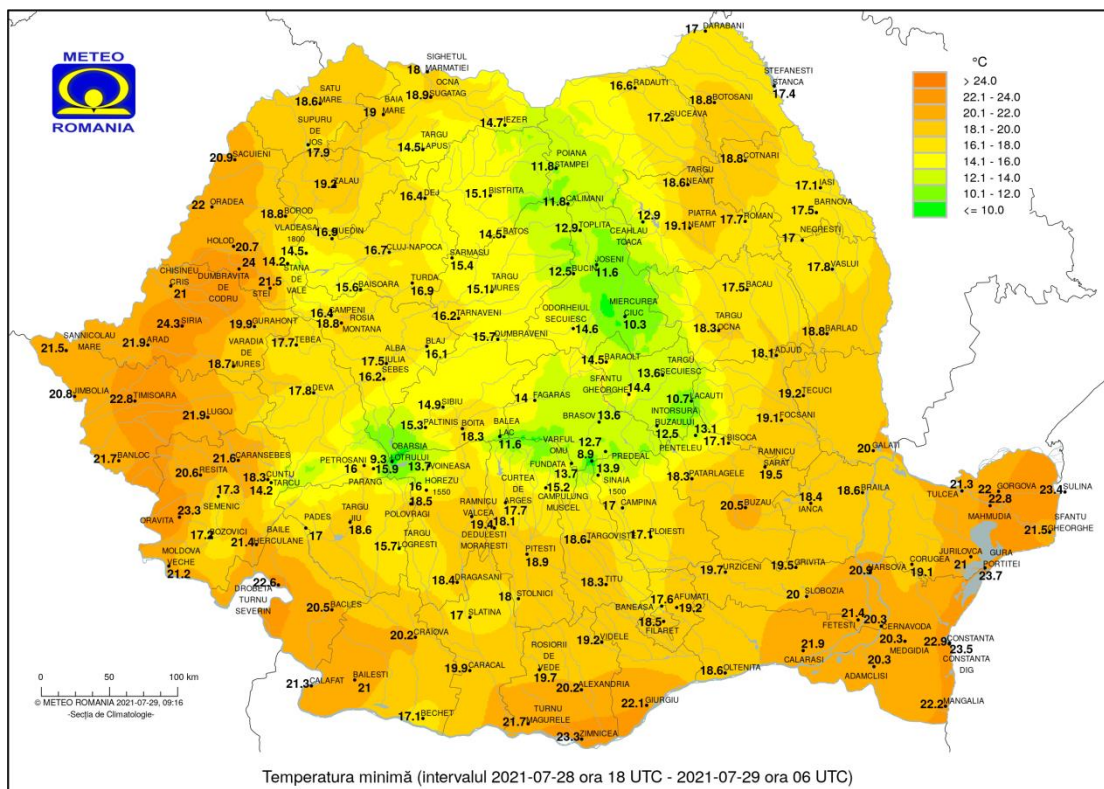 METEO
ROMANIA
17 DARABANI
SIGHETUL
MARMATIEI
18
OCNA
SUGATAG
18.9
SATU
MARE
18.6
BAIA
MARE
19
SUPURU
DE
JOS
17.9
16.6 RADAUTI
STEFANESTI
STANCA
17.4
18.8 BOTOSANI
17.2 SUCEAVA
14.7 IEZER
TARGU
LAPUS
14.5
POIANA
STAMPEI
11.8
20.9 SACUIENI
18.8 COTNARI
19.2 ZALAU
16.4 DEJ
15.1 BISTRITA
11.8 CALIMANI
TARGU
NEAMT
18.6
17.1 IASI
22 ORADEA
18.8 BOROD
VLADEASA
1800
14.5
16.9 HUEDIN
12.9
CEAHLAU
TOACA
PIATRA
NEAMT
19.1
17.7 ROMAN
BARNOVA
17.5
HOLOD
20.7
14.2
STANA
DE
VALE
16.7 CLUJ-NAPOCA
14.5 BATOS
12.9 TOPLITA
17 NEGRESTI
24
DUMBRAVITA
DE
CODRU
SARMASU
15.4
12.5 BUCIN
JOSENI
11.6
17.8 VASLUI
CHISINEU
CRIS
21
21.5
STEI
15.6 BAISOARA
TURDA
16.9
TARGU
MURES
15.1
17.5 BACAU
24.3 SIRIA
19.9 GURAHONT
16.4 CAMPENI
18.8
ROSIA
MONTANA
16.2 TARNAVENI
ODORHEIUL
SECUIESC
14.6
MIERCUREA
CIUC
10.3
TARGU
OCNA
18.3
18.8 BARLAD
SANNICOLAU
MARE
21.5
21.9 ARAD
VARADIA
DE
MURES
18.7
17.7 TEBEA
15.7 DUMBRAVENI
BLAJ
16.1
ALBA
IULIA
17.5
16.2 SEBES
14.5 BARAOLT
TARGU
SECUIESC
13.6
18.1 ADJUD
20.8 JIMBOLIA
22.8 TIMISOARA
17.8 DEVA
14 FAGARAS
SFANTU
GHEORGHE
14.4
10.7 LACAUTI
19.2 TECUCI
21.9 LUGOJ
14.9 SIBIU
BRASOV
13.6
INTORSURA
BUZAULUI
12.5
13.1
PENTELEU
19.1 FOCSANI
15.3 PALTINIS
BOITA
18.3
BALEA
LAC
11.6
VARFUL
OMU
12.7
8.9
PREDEAL
17.1 BISOCA
20 GALATI
21.7 BANLOC
21.6 CARANSEBES
PETROSANI
16
9.3
OBARSIA
LOTRULUI
13.7
VOINEASA
15.9
PARANG
FUNDATA
13.7
13.9
SINAIA
1500
18.3 PATARLAGELE
RAMNICU
SARAT
19.5
20.6 RESITA
18.3 CUNTU
14.2 TARCU
17.3
SEMENIC
16
HOREZU
1550
18.5
POLOVRAGI
CURTEA
DE
ARGES
17.7
15.2
CAMPULUNG
MUSCEL
CAMPINA
17
18.4
IANCA
18.6 BRAILA
21.3
TULCEA
22 GORGOVA
22.8
MAHMUDIA
23.4 SULINA
23.3
ORAVITA
TARGU
JIU
18.6
RAMNICU
VALCEA
19.4
18.1
DEDULESTI
MORARESTI
20.5 BUZAU
SFANTU
GHEORGHE
21.5
17.2 BOZOVICI
21.4
BAILE
HERCULANE
PADES
17
TARGU
LOGRESTI
15.7
PITESTI
18.9
18.6 TARGOVISTE
17.1 PLOIESTI
MOLDOVA
VECHE
21.2
22.6
DROBETA
TURNU
SEVERIN
18.4 DRAGASANI
18.3 TITU
19.7 URZICENI
19.5 GRIVITA
20.9 HARSOVA
CORUGEA
19.1
JURILOVCA
21
GURA
PORTITEI
23.7
20.5 BACLES
18 STOLNICI
17 SLATINA
BANEASA
17.6
AFUMATI
19.2
18.5
FILARET
20 SLOBOZIA
21.4
FETESTI
20.3
CERNAVODA
20.3
MEDGIDIA
22.9 CONSTANTA
23.5
CONSTANTA
DIG
20.2 CRAIOVA
ROSIORII
DE
VEDE
19.7
19.2 VIDELE
21.9
CALARASI
20.3
ADAMCLISI
21.3 CALAFAT
BAILESTI
21
19.9 CARACAL
20.2 ALEXANDRIA
18.6 OLTENITA
17.1 BECHET
TURNU
MAGURELE
21.7
22.1 GIURGIU
23.3 ZIMNICEA
22.2 MANGALIA
°C
> 24.0
22.1 - 24.0
20.1 - 22.0
18.1 - 20.0
16.1 - 18.0
14.1 - 16.0
12.1 - 14.0
10.1 - 12.0
<= 10.0
0 50 100 km
© METEO ROMANIA 2021-07-29, 09:16
-Secția de Climatologie-
Temperatura minimă (intervalul 2021-07-28 ora 18 UTC - 2021-07-29 ora 06 UTC)